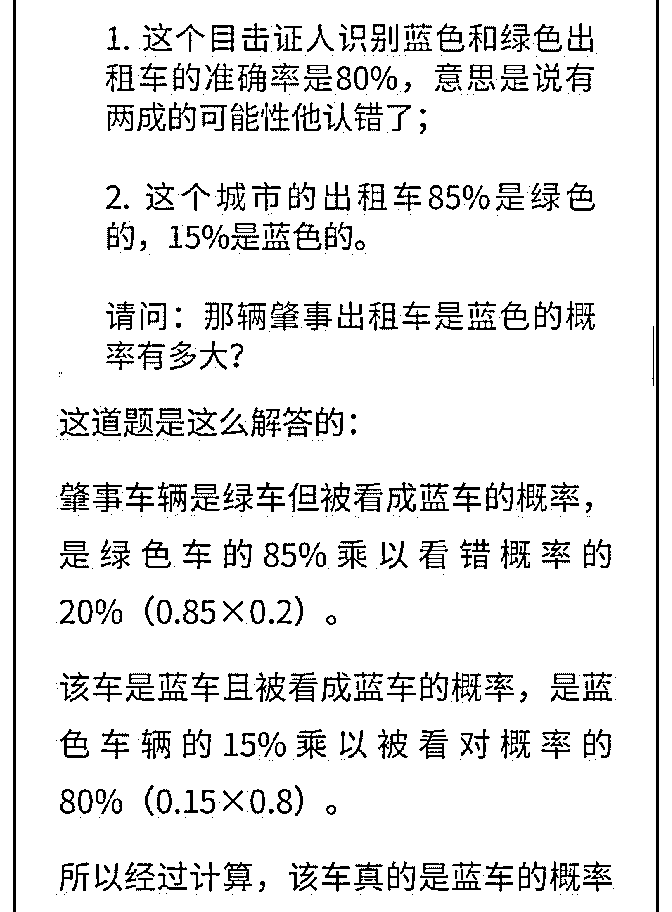 1. 这个目击证人识别蓝色和绿色出
租车的准确率是80%，意思是说有
两成的可能性他认错了；
2. 这个城市的出租车85%是绿色
的，15%是蓝色的。
请问：那辆肇事出租车是蓝色的概
率有多大？
这道题是这么解答的：
肇事车辆是绿车但被看成蓝车的概率，
是绿色车的85%乘以看错概率的
20%（0.85×0.2）。
该车是蓝车且被看成蓝车的概率，是蓝
色车辆的15%乘以被看对概率的
80%（0.15×0.8）。
所以经过计算，该车真的是蓝车的概率